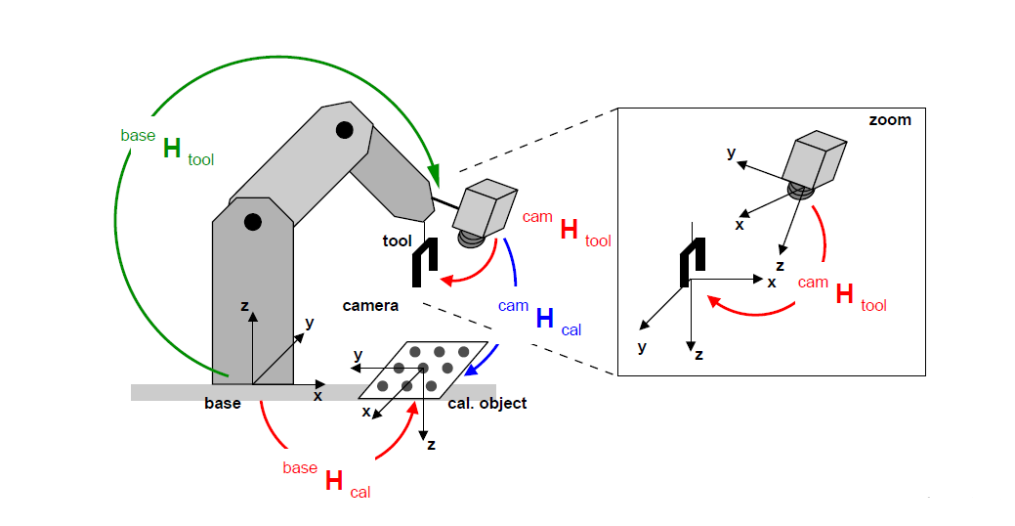 zoom
base H tool
y
cam H tool
x
tool
z
x
cam H tool
camera
cam H cal
z
y
y
z
y
x
base
x
cal. object
z
base H cal